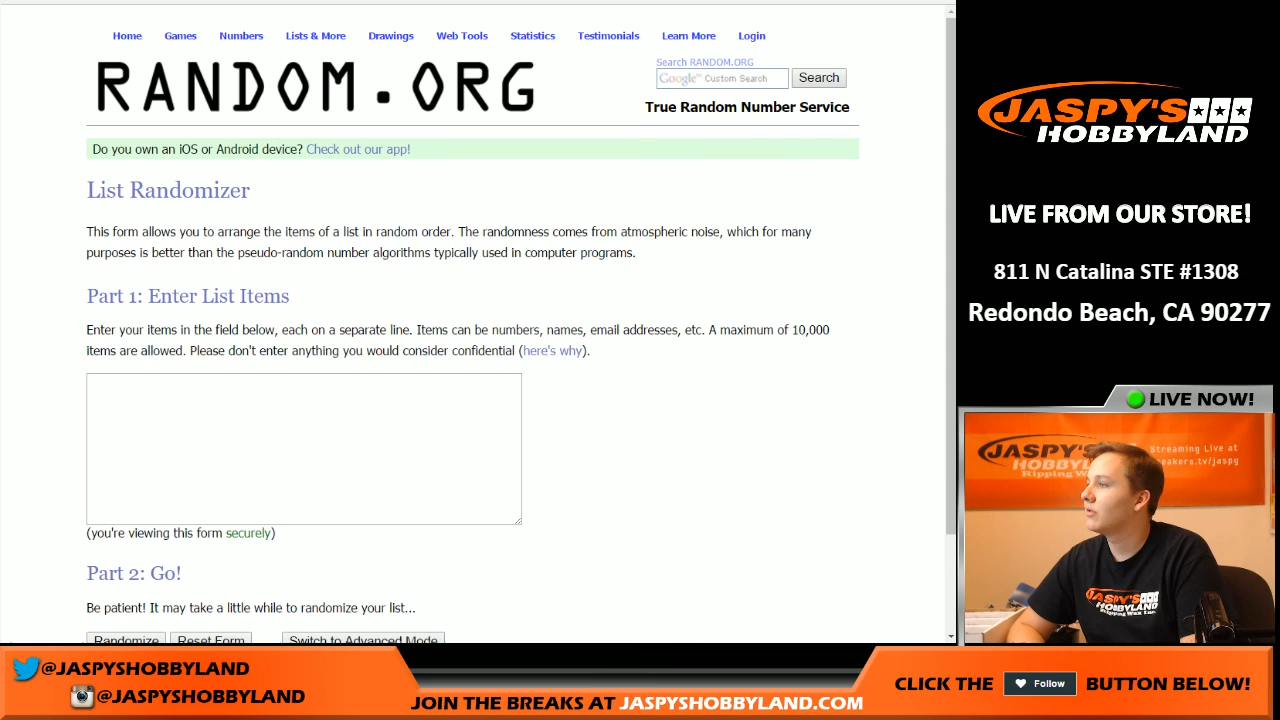 Home Games Numbers Lists & More Drawings Web Tools Statistics Testimonials Learn More Login
RANDOM.ORG
Search RANDOM.ORG
Google™ Custom Search Search
True Random Number Service
Do you own an iOS or Android device? Check out our app!
List Randomizer
This form allows you to arrange the items of a list in random order. The randomness comes from atmospheric noise, which for many
purposes is better than the pseudo-random number algorithms typically used in computer programs.
Part 1: Enter List Items
Enter your items in the field below, each on a separate line. Items can be numbers, names, email addresses, etc. A maximum of 10,000
items are allowed. Please don't enter anything you would consider confidential (here's why).
(you're viewing this form securely)
Part 2: Go!
Be patient! It may take a little while to randomize your list...
Randomize Reset Form Switch to Advanced Mode
JASPY'S
HOBBYLAND
LIVE FROM OUR STORE!
811 N Catalina STE #1308
Redondo Beach, CA 90277
LIVE NOW!
JASPY'S
Streaming Live at
Ripping Wax
JASPY'S
HOBBYLAND
@JASPYSHOBBYLAND
@JASPYSHOBBYLAND
JOIN THE BREAKS AT JASPYSHOBBYLAND.COM
CLICK THE Follow BUTTON BELOW!